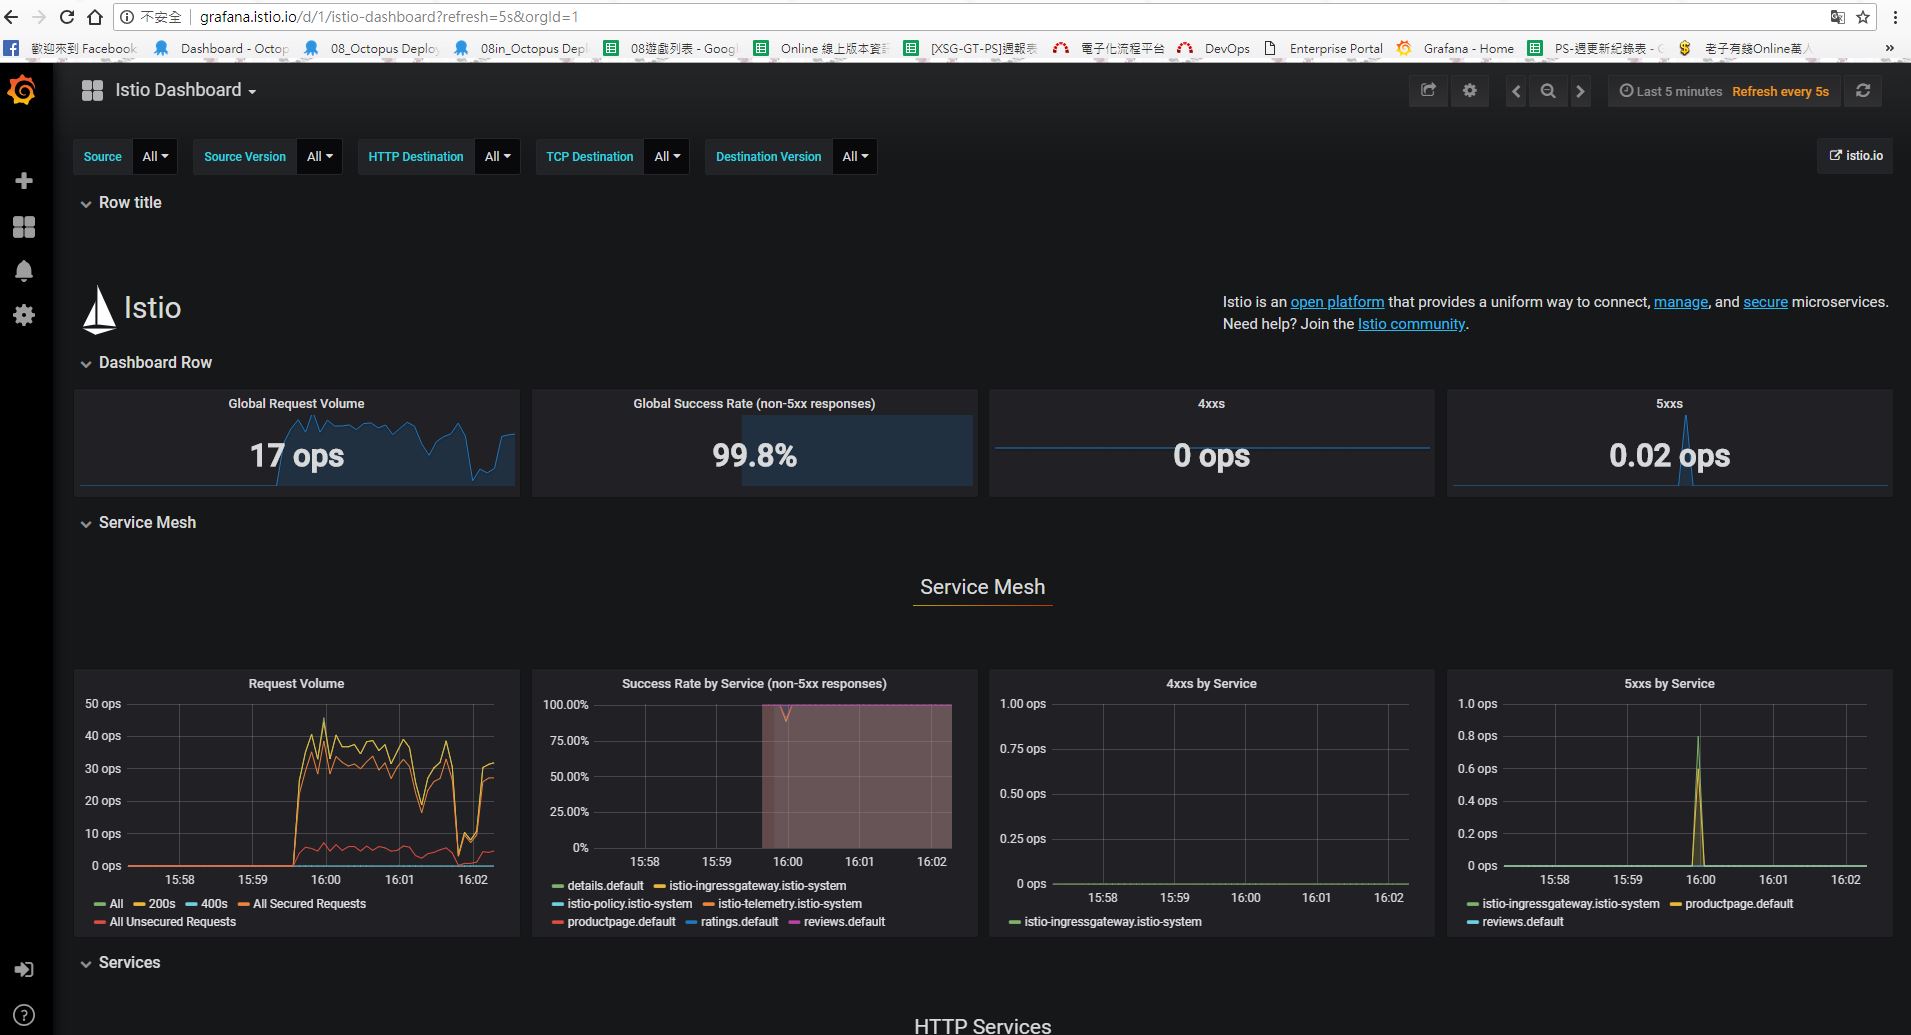 不安全 grafana.istio.io/d/1/istio-dashboard?refresh=5s&orgId=1
歡迎來到 Facebook Dashboard - Octop 08_Octopus Deploy 08in_Octopus Depl 08遊戲列表 - Googl Online 線上版本資訊 [XSG-GT-PS]週報表 電子化流程平台 DevOps Enterprise Portal Grafana - Home PS-週更新紀錄表 - G 老子有錢Online萬人 »
Istio Dashboard
Last 5 minutes Refresh every 5s
Source All Source Version All HTTP Destination All TCP Destination All Destination Version All istio.io
Row title
Istio
Istio is an open platform that provides a uniform way to connect, manage, and secure microservices.
Need help? Join the Istio community.
Dashboard Row
Global Request Volume
17 ops
Global Success Rate (non-5xx responses)
99.8%
4xxs
0 ops
5xxs
0.02 ops
Service Mesh
Service Mesh
Request Volume
50 ops
40 ops
30 ops
20 ops
10 ops
0 ops
15:58 15:59 16:00 16:01 16:02
All 200s 400s All Secured Requests
All Unsecured Requests
Success Rate by Service (non-5xx responses)
100.00%
75.00%
50.00%
25.00%
0%
15:58 15:59 16:00 16:01 16:02
details.default istio-ingressgateway.istio-system
istio-policy.istio-system istio-telemetry.istio-system
productpage.default ratings.default reviews.default
4xxs by Service
1.00 ops
0.75 ops
0.50 ops
0.25 ops
0 ops
15:58 15:59 16:00 16:01 16:02
istio-ingressgateway.istio-system
5xxs by Service
1.0 ops
0.8 ops
0.6 ops
0.4 ops
0.2 ops
0 ops
15:58 15:59 16:00 16:01 16:02
istio-ingressgateway.istio-system productpage.default
reviews.default
Services
HTTP Services